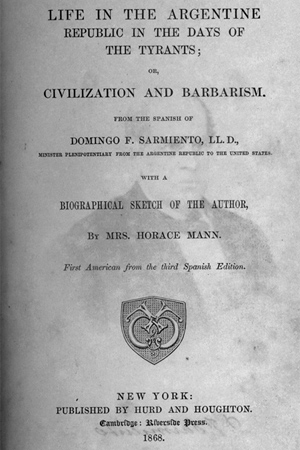 LIFE IN THE ARGENTINE
REPUBLIC IN THE DAYS OF
THE TYRANTS;
OR,
CIVILIZATION AND BARBARISM.
FROM THE SPANISH OF
DOMINGO F. SARMIENTO, LL. D.,
MINISTER PLENIPOTENTIARY FROM THE ARGENTINE REPUBLIC TO THE UNITED STATES.
WITH A
BIOGRAPHICAL SKETCH OF THE AUTHOR,
BY MRS. HORACE MANN.
First American from the third Spanish Edition.
NEW YORK:
PUBLISHED BY HURD AND HOUGHTON.
Cambridge: Riverside Press.
1868.